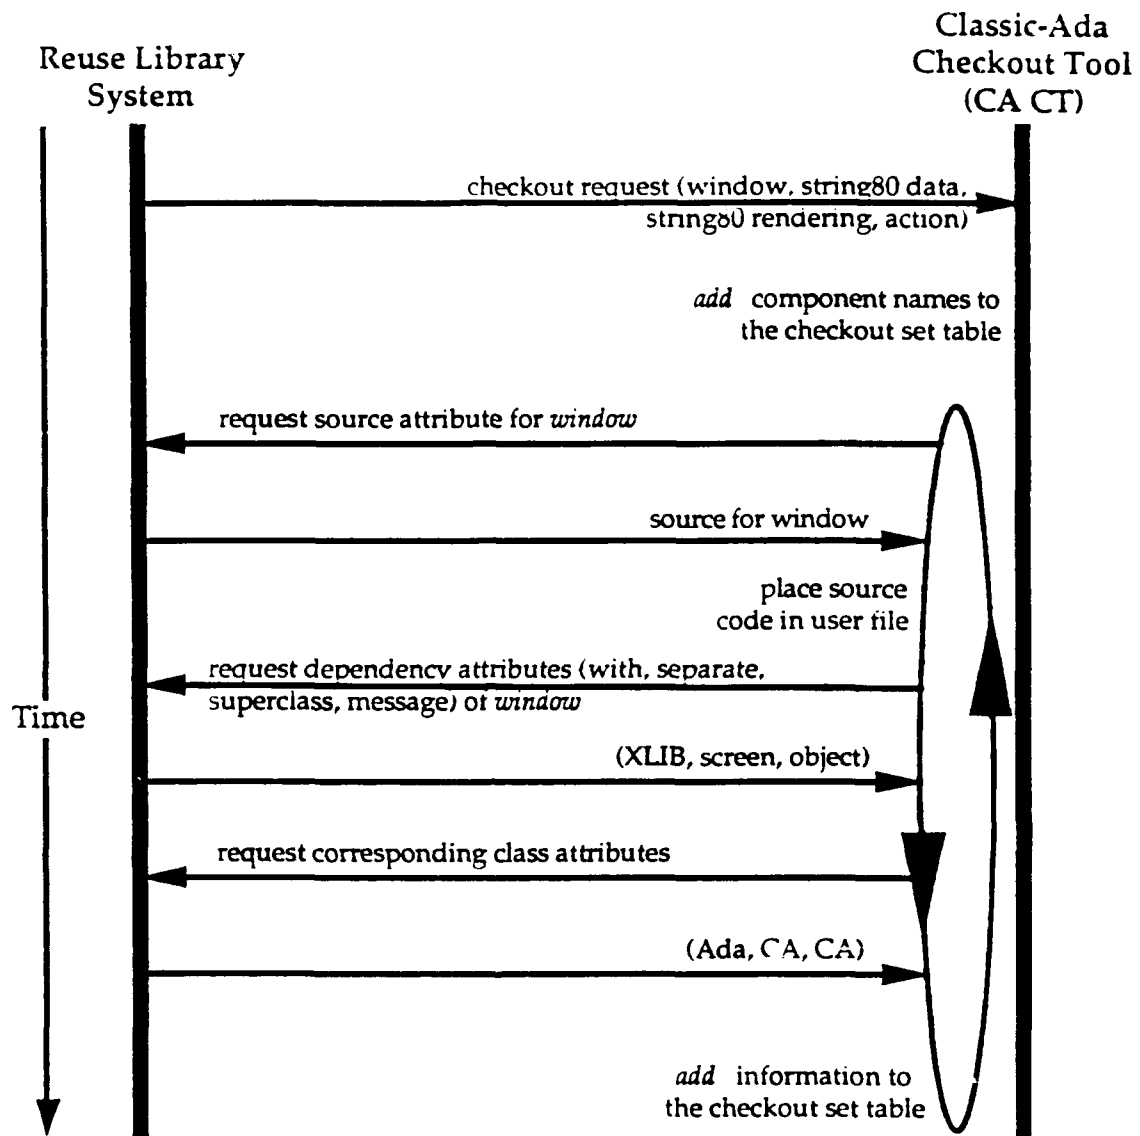 Reuse Library
System
Classic-Ada
Checkout Tool
(CA CT)
checkout request (window, string80 data,
string80 rendering, action)
add component names to
the checkout set table
request source attribute for window
source for window
place source
code in user file
request dependency attributes (with, separate,
superclass, message) of window
Time
(XLIB, screen, object)
request corresponding class attributes
(Ada, CA, CA)
add information to
the checkout set table